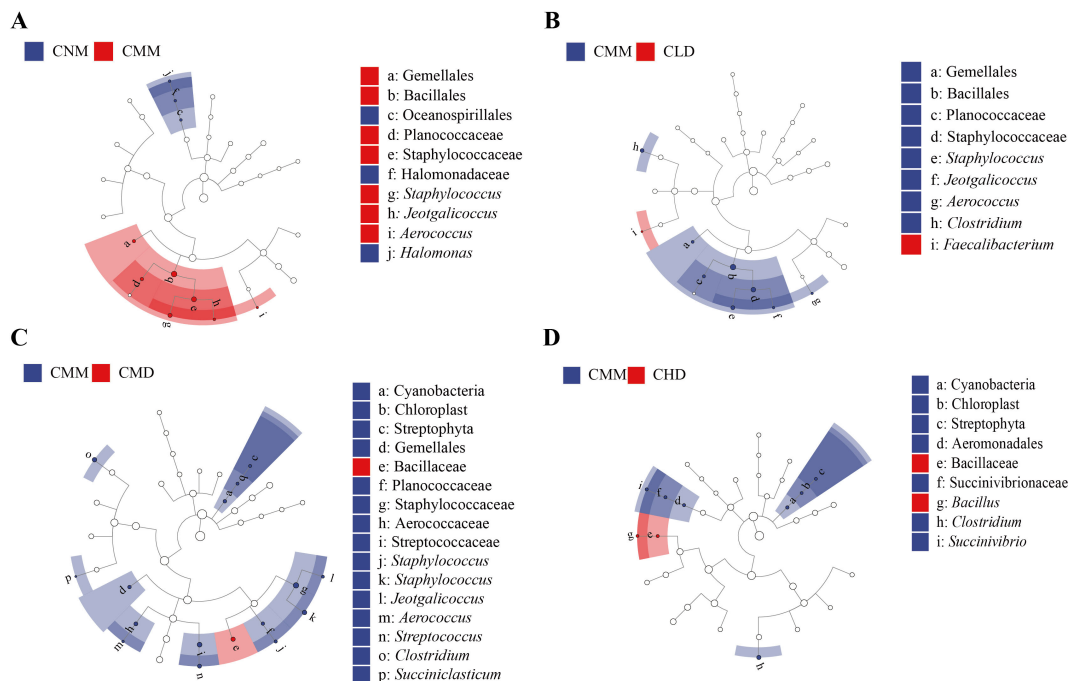 A
CNM CMM
a: Gemellales
b: Bacillales
c: Oceanospirillales
d: Planococcaceae
e: Staphylococcaceae
f: Halomonadaceae
g: Staphylococcus
h: Jeotgalicoccus
i: Aerococcus
j: Halomonas
j
f
c
a
b
d
e
h
g
i
B
CMM CLD
a: Gemellales
b: Bacillales
c: Planococcaceae
d: Staphylococcaceae
e: Staphylococcus
f: Jeotgalicoccus
g: Aerococcus
h: Clostridium
i: Faecalibacterium
h
i
a
b
c
d
e
f
g
C
CMM CMD
a: Cyanobacteria
b: Chloroplast
c: Streptophyta
d: Gemellales
e: Bacillaceae
f: Planococcaceae
g: Staphylococcaceae
h: Aerococcaceae
i: Streptococcaceae
j: Staphylococcus
k: Staphylococcus
l: Jeotgalicoccus
m: Aerococcus
n: Streptococcus
o: Clostridium
p: Succiniclasticum
c
b
a
o
p
d
h
m
i
n
e
f
j
g
k
l
D
CMM CHD
a: Cyanobacteria
b: Chloroplast
c: Streptophyta
d: Aeromonadales
e: Bacillaceae
f: Succinivibrionaceae
g: Bacillus
h: Clostridium
i: Succinivibrio
c
b
a
i
f
d
g
e
h